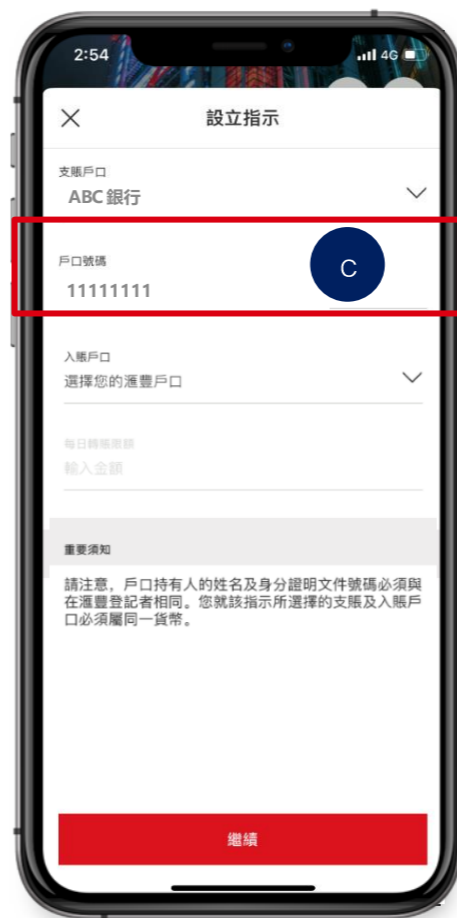 2:54
4G
設立指示
支賬戶口
ABC 銀行
戶口號碼
C
11111111
入賬戶口
選擇您的滙豐戶口
每日轉賬限額
輸入金額
重要須知
請注意，戶口持有人的姓名及身分證明文件號碼必須與
在滙豐登記者相同。您就該指示所選擇的支賬及入賬戶
口必須屬同一貨幣。
繼續